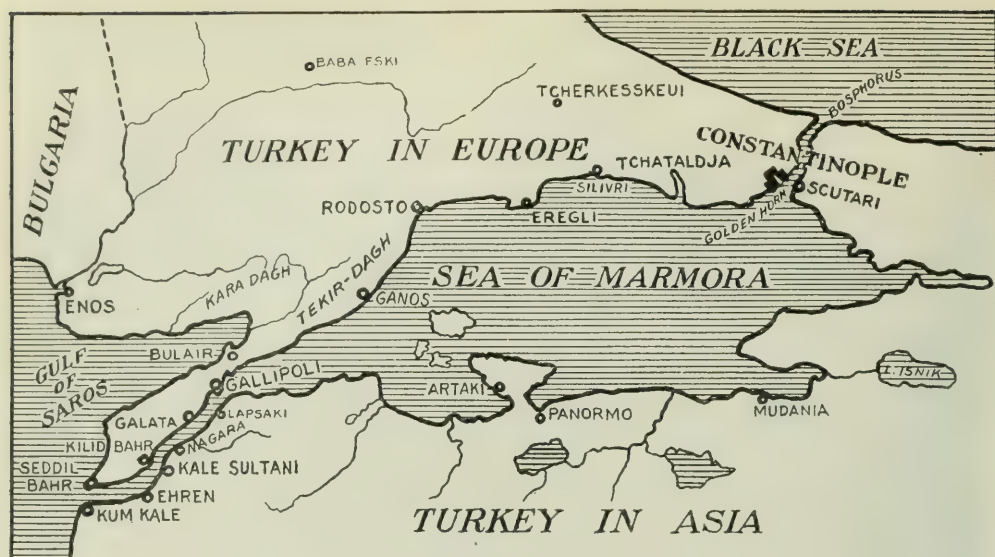 BLACK SEA
BABA ESKI
BOSPHORUS
TCHERKESSKEUI
BULGARIA
TURKEY IN EUROPE
CONSTANTINOPLE
TCHATALDJA
SILIVRI
SCUTARI
RODOSTO
EREGLI
GOLDEN HORN
KARA DAGH
TEKIR-DAGH
SEA OF MARMORA
ENOS
GANOS
BULAIR
GULF
OF
SAROS
GALLIPOLI
I. ISNIK
ARTAKI
GALATA
LAPSAKI
PANORMO
MUDANIA
KILID BAHR
NAGARA
SEDDIL
BAHR
KALE SULTANI
EHREN
KUM KALE
TURKEY IN ASIA